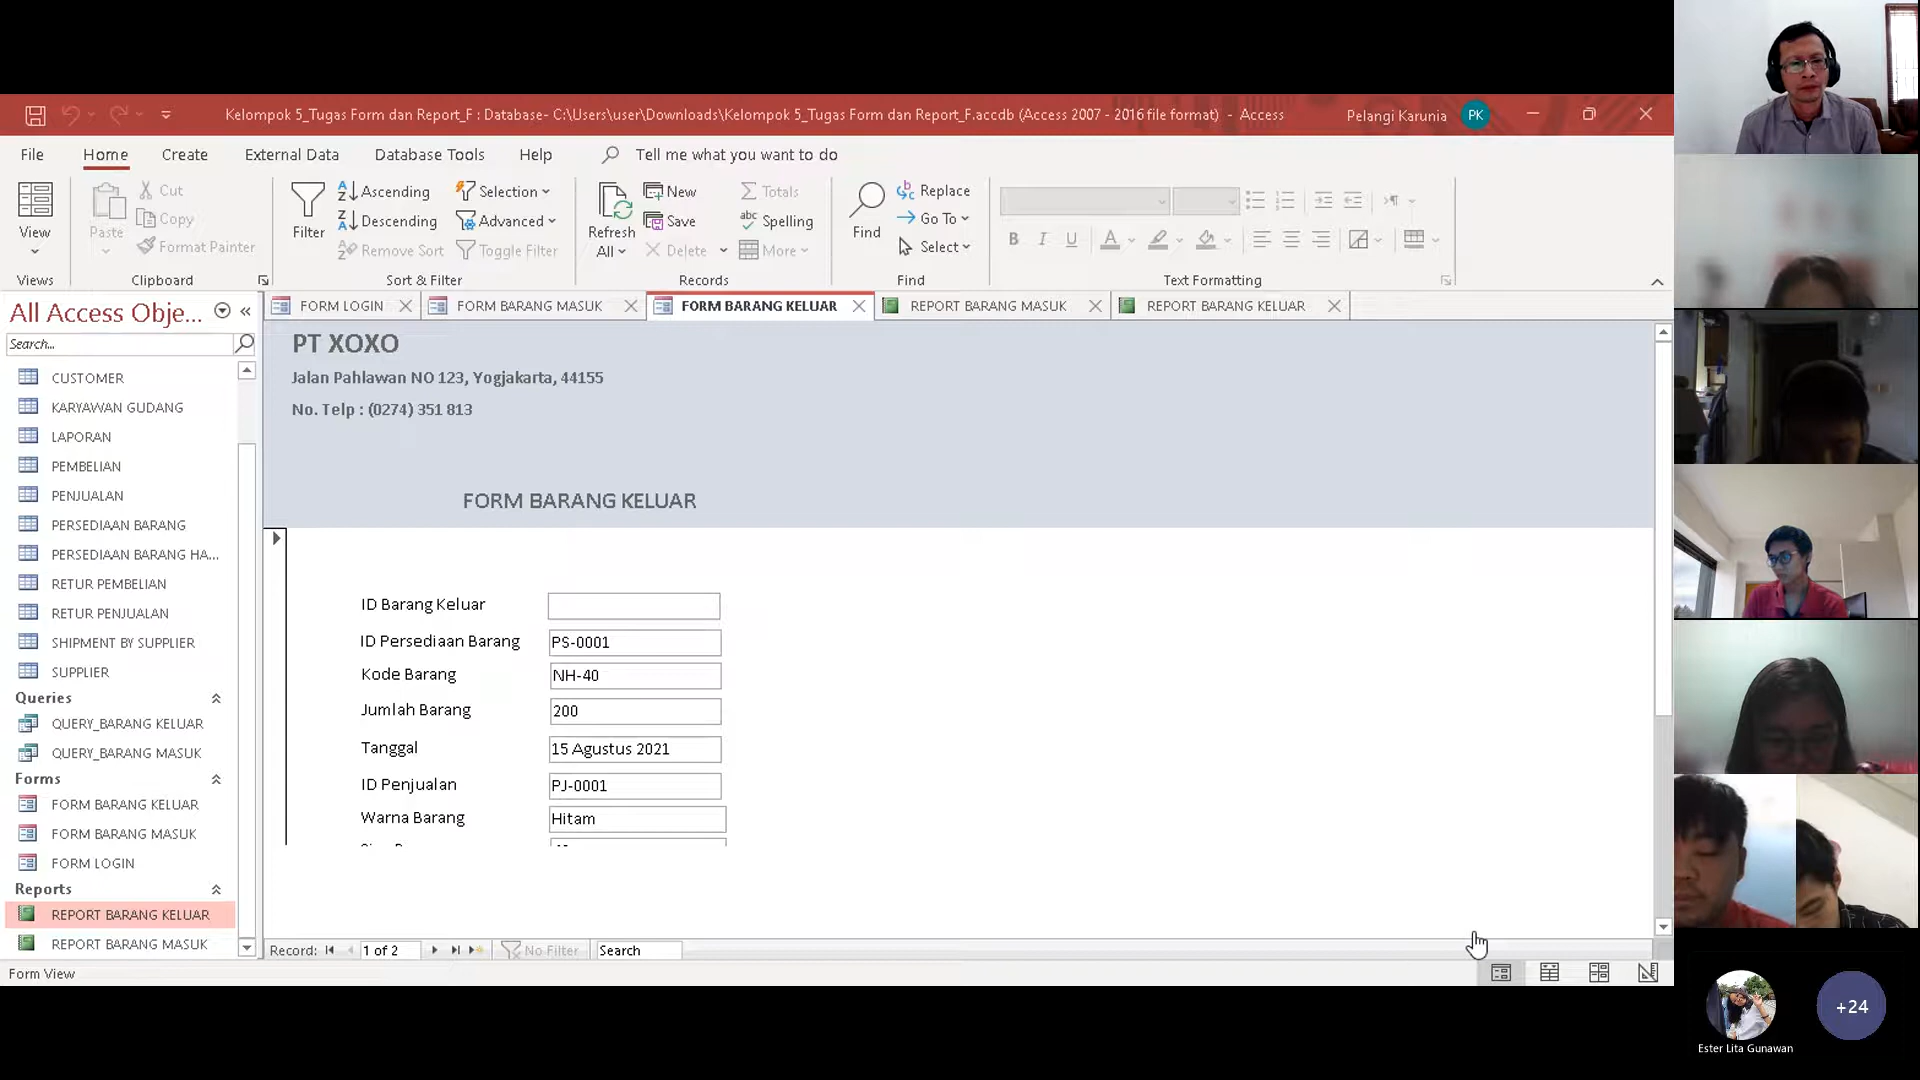 Kelompok 5_Tugas Form dan Report_F : Database- C:\Users\user\Downloads\Kelompok 5_Tugas Form dan Report_F.accdb (Access 2007 - 2016 file format) - Access
Pelangi Karunia
PK
File
Home
Create
External Data
Database Tools
Help
Tell me what you want to do
View
Views
Paste
Cut
Copy
Format Painter
Clipboard
Filter
Ascending
Descending
Remove Sort
Selection
Advanced
Toggle Filter
Sort & Filter
Refresh All
New
Save
Delete
Totals
Spelling
More
Records
Find
Replace
Go To
Select
Find
B I U
A
Text Formatting
All Access Obje...
Search...
CUSTOMER
KARYAWAN GUDANG
LAPORAN
PEMBELIAN
PENJUALAN
PERSEDIAAN BARANG
PERSEDIAAN BARANG HA...
RETUR PEMBELIAN
RETUR PENJUALAN
SHIPMENT BY SUPPLIER
SUPPLIER
Queries
QUERY_BARANG KELUAR
QUERY_BARANG MASUK
Forms
FORM BARANG KELUAR
FORM BARANG MASUK
FORM LOGIN
Reports
REPORT BARANG KELUAR
REPORT BARANG MASUK
FORM LOGIN
FORM BARANG MASUK
FORM BARANG KELUAR
REPORT BARANG MASUK
REPORT BARANG KELUAR
PT XOXO
Jalan Pahlawan NO 123, Yogjakarta, 44155
No. Telp : (0274) 351 813
FORM BARANG KELUAR
ID Barang Keluar
ID Persediaan Barang PS-0001
Kode Barang NH-40
Jumlah Barang 200
Tanggal 15 Agustus 2021
ID Penjualan PJ-0001
Warna Barang Hitam
Record: 1 of 2 No Filter Search
Form View
Ester Lita Gunawan
+24